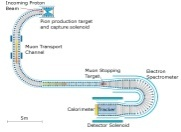 Incoming Proton
Beam
Pion production target
and capture solenoid
Muon Transport
Channel
Muon Stopping
Target
Electron
Spectrometer
Calorimeter
Tracker
Detector Solenoid
5m